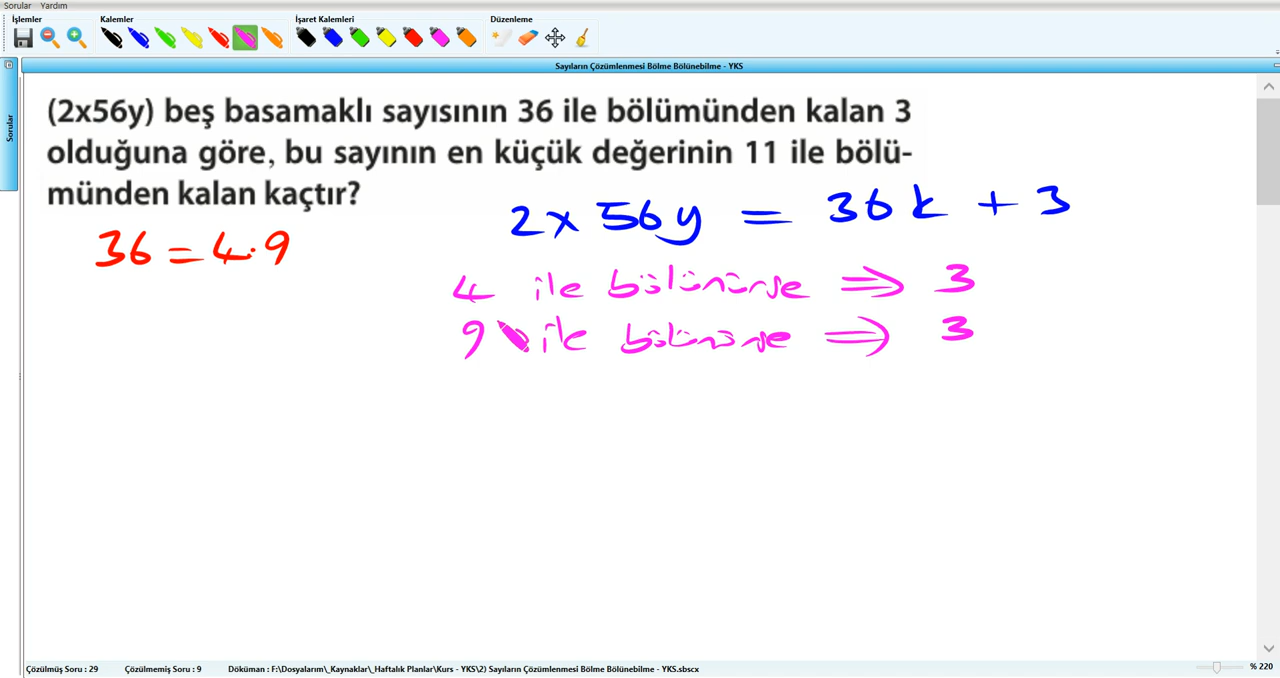 Sorular Yardım
İşlemler Kalemler İşaret Kalemleri Düzenleme
Sayıların Çözümlenmesi Bölme Bölünebilme - YKS
Sorular
(2x56y) beş basamaklı sayısının 36 ile bölümünden kalan 3
olduğuna göre, bu sayının en küçük değerinin 11 ile bölü-
münden kalan kaçtır?
2x56y = 36k + 3
36 = 4.9
4 ile bölünürse ⇒ 3
9 ile bölünürse ⇒ 3
Çözülmüş Soru : 29 Çözülmemiş Soru : 9 Döküman : F:\Dosyalarım\_Kaynaklar\_Haftalık Planlar\Kurs - YKS\2) Sayıların Çözümlenmesi Bölme Bölünebilme - YKS.sbscx % 220